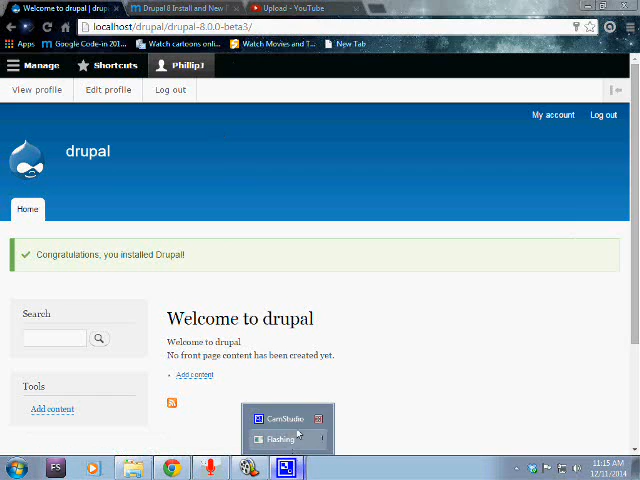 Welcome to drupal | drup
Drupal 8 Install and New
Upload - YouTube
localhost/drupal/drupal-8.0.0-beta3/
Apps
Google Code-in 201...
Watch cartoons onli...
Watch Movies and T...
New Tab
Manage
Shortcuts
PhillipJ
View profile
Edit profile
Log out
My account
Log out
drupal
Home
Congratulations, you installed Drupal!
Search
Welcome to drupal
Welcome to drupal
No front page content has been created yet.
Add content
Tools
Add content
CamStudio
Flashing
FS
11:15 AM
12/11/2014